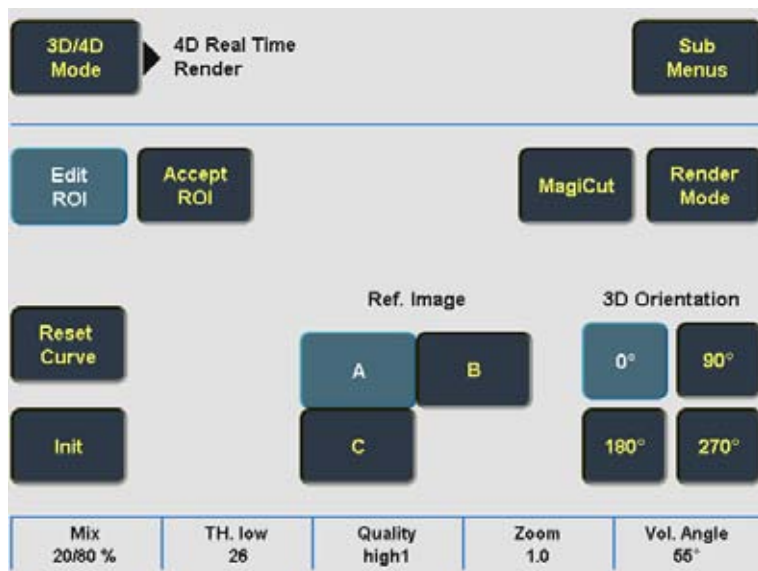 3D/4D
Mode
4D Real Time
Render
Sub
Menus
Edit
ROI
Accept
ROI
MagiCut
Render
Mode
Ref. Image
3D Orientation
Reset
Curve
A
B
0°
90°
Init
C
180°
270°
Mix
20/80 %
TH. low
26
Quality
high1
Zoom
1.0
Vol. Angle
55°